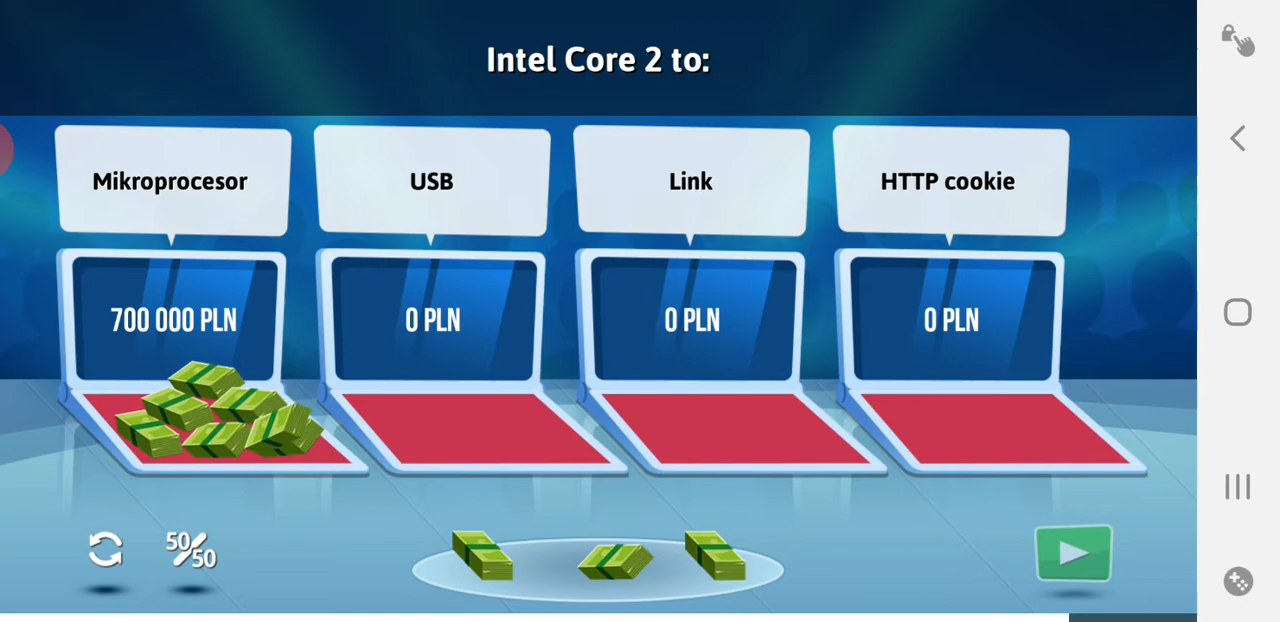 Intel Core 2 to:
Mikroprocesor
USB
Link
HTTP cookie
700 000 PLN
0 PLN
0 PLN
0 PLN
50/50